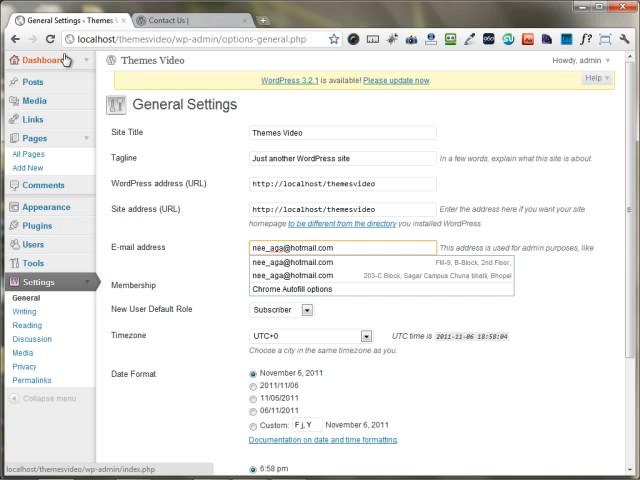 General Settings ‹ Themes V
Contact Us |
localhost/themesvideo/wp-admin/options-general.php
Dashboard
Themes Video
Howdy, admin
WordPress 3.2.1 is available! Please update now.
Help
Posts
Media
Links
Pages
All Pages
Add New
Comments
Appearance
Plugins
Users
Tools
Settings
General
Writing
Reading
Discussion
Media
Privacy
Permalinks
Collapse menu
General Settings
Site Title
Themes Video
Tagline
Just another WordPress site
In a few words, explain what this site is about.
WordPress address (URL)
http://localhost/themesvideo
Site address (URL)
http://localhost/themesvideo
Enter the address here if you want your site
homepage to be different from the directory you installed WordPress.
E-mail address
nee_aga@hotmail.com
This address is used for admin purposes, like
nee_aga@hotmail.com
Fill-9, B-Block, 2nd Floor,
nee_aga@hotmail.com
203-C Block, Sagar Campus Chuna bhatii, Bhopal
Chrome Autofill options
Membership
New User Default Role
Subscriber
Timezone
UTC+0
UTC time is 2011-11-06 18:58:04
Choose a city in the same timezone as you.
Date Format
November 6, 2011
2011/11/06
11/06/2011
06/11/2011
Custom: F j, Y November 6, 2011
Documentation on date and time formatting.
6:58 pm
localhost/themesvideo/wp-admin/index.php